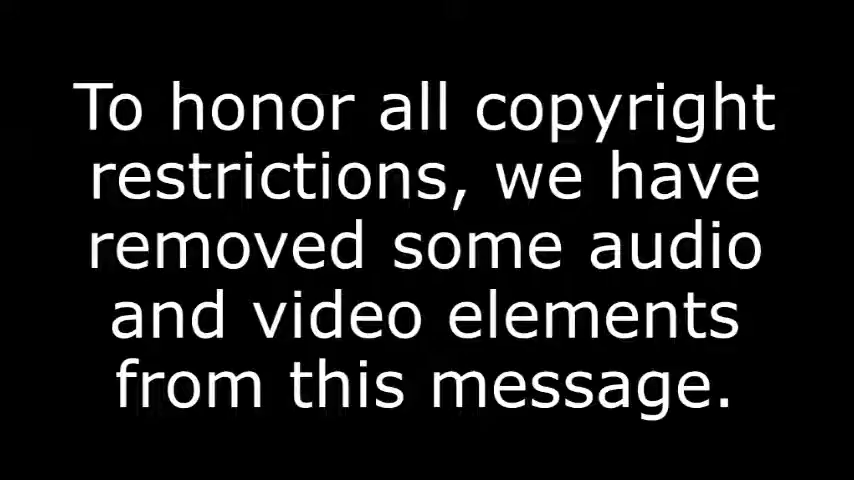 To honor all copyright
restrictions, we have
removed some audio
and video elements
from this message.